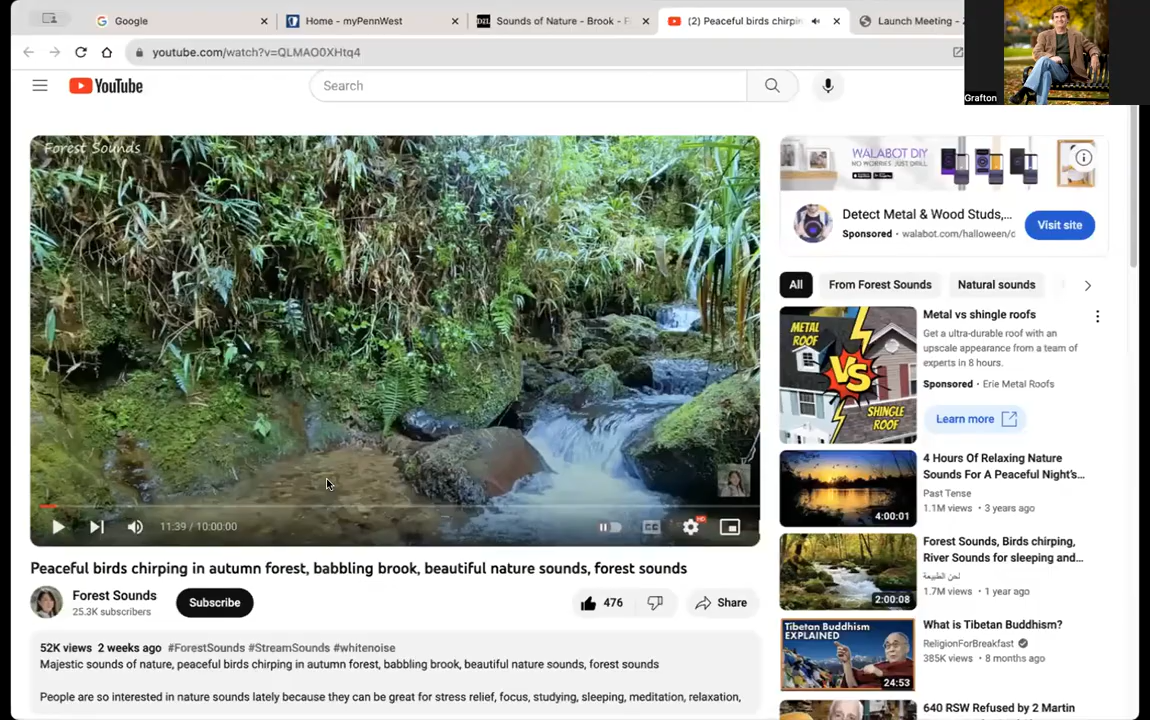 Google
Home - myPennWest
Sounds of Nature - Brook - F
(2) Peaceful birds chirpin
Launch Meeting - Z
youtube.com/watch?v=QLMAO0XHtq4
YouTube
Search
Grafton
Forest Sounds
11:39 / 10:00:00
CC
HD
Peaceful birds chirping in autumn forest, babbling brook, beautiful nature sounds, forest sounds
Forest Sounds
25.3K subscribers
Subscribe
476
Share
52K views 2 weeks ago #ForestSounds #StreamSounds #whitenoise
Majestic sounds of nature, peaceful birds chirping in autumn forest, babbling brook, beautiful nature sounds, forest sounds
People are so interested in nature sounds lately because they can be great for stress relief, focus, studying, sleeping, meditation, relaxation,
WALABOT DIY
NO WORRIES JUST DRILL
Detect Metal & Wood Studs,...
Sponsored · walabot.com/halloween/d
Visit site
All
From Forest Sounds
Natural sounds
METAL
ROOF
VS
SHINGLE
ROOF
Metal vs shingle roofs
Get a ultra-durable roof with an
upscale appearance from a team of
experts in 8 hours.
Sponsored · Erie Metal Roofs
Learn more
4:00:01
4 Hours Of Relaxing Nature
Sounds For A Peaceful Night's...
Past Tense
1.1M views · 3 years ago
2:00:08
Forest Sounds, Birds chirping,
River Sounds for sleeping and...
لحن الطبيعة
1.7M views · 1 year ago
Tibetan Buddhism
EXPLAINED
24:53
What is Tibetan Buddhism?
ReligionForBreakfast
385K views · 8 months ago
640 RSW Refused by 2 Martin